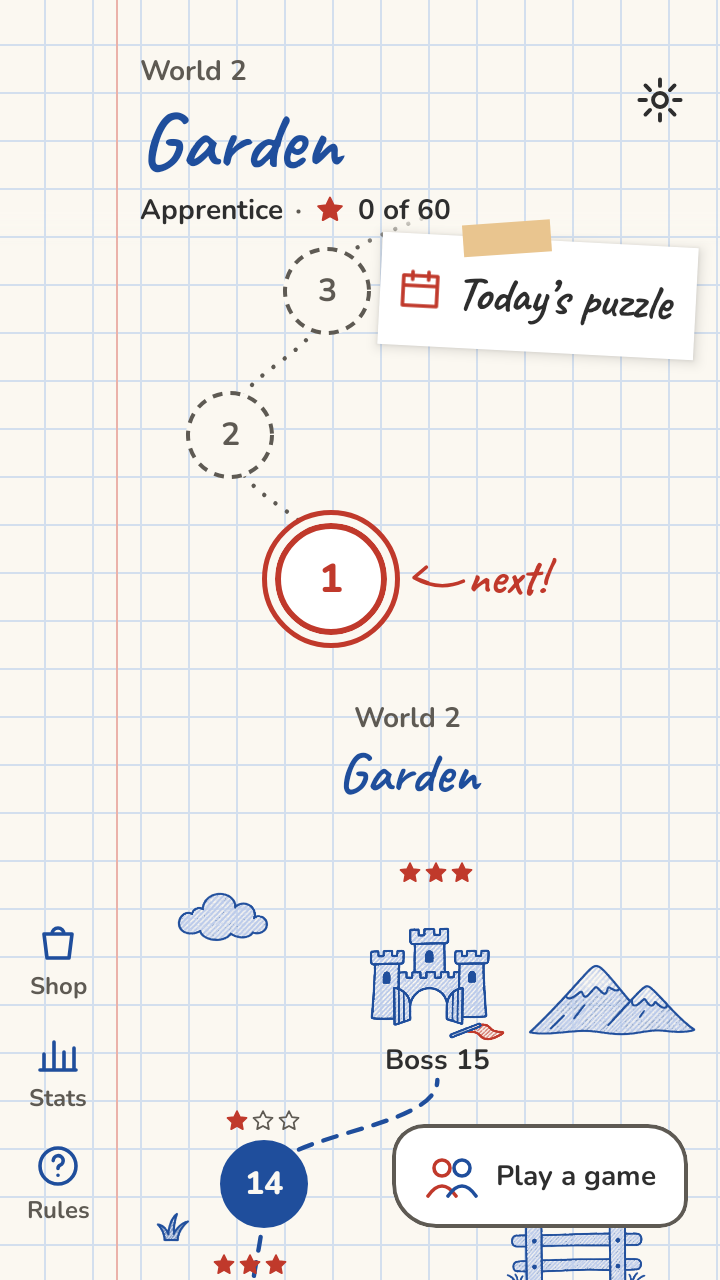 World 2
Garden
Apprentice · 0 of 60
3
Today's puzzle
2
1
next!
World 2
Garden
Shop
Boss 15
Stats
14
Play a game
Rules